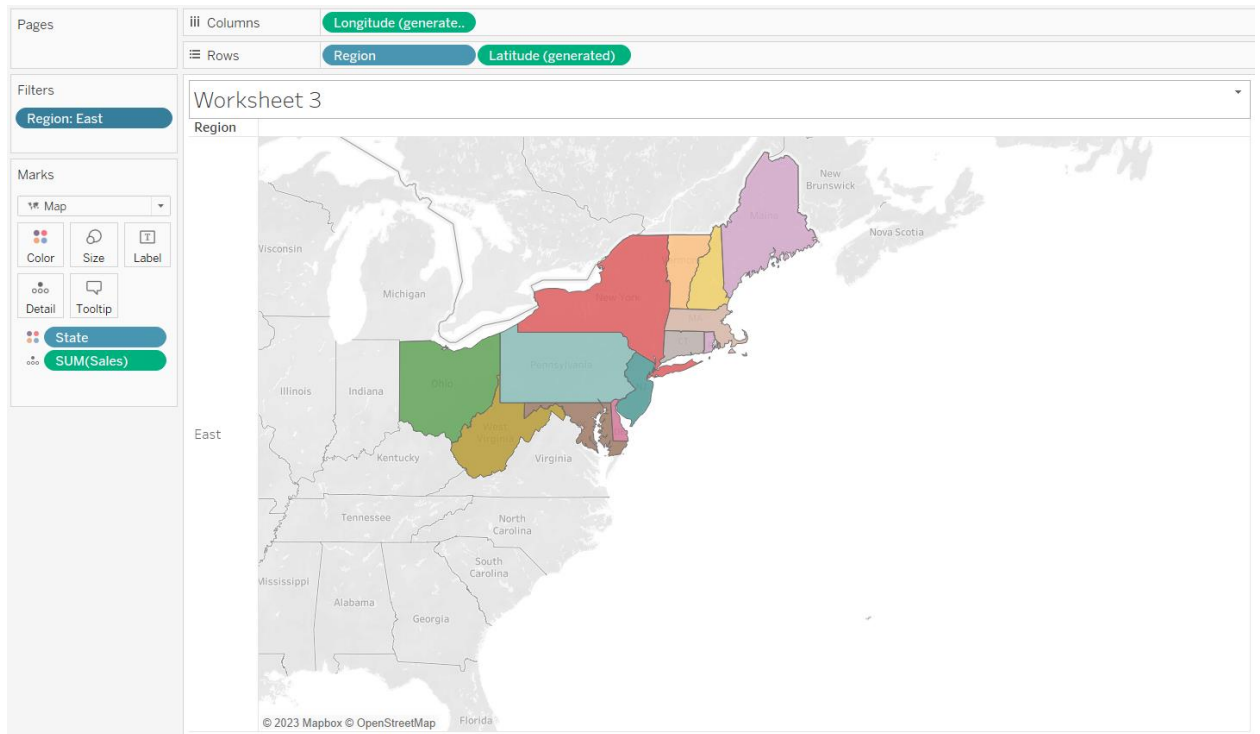 Pages
Columns
Longitude (generate..
Rows
Region
Latitude (generated)
Filters
Region: East
Marks
Map
Color
Size
T
Label
Detail
Tooltip
State
SUM(Sales)
Worksheet 3
Region
East
New
Brunswick
Maine
Nova Scotia
Wisconsin
Michigan
New York
MA
CT
Pennsylvania
Illinois
Indiana
Ohio
West
Virginia
Kentucky
Virginia
Tennessee
North
Carolina
South
Carolina
Mississippi
Alabama
Georgia
© 2023 Mapbox © OpenStreetMap
Florida